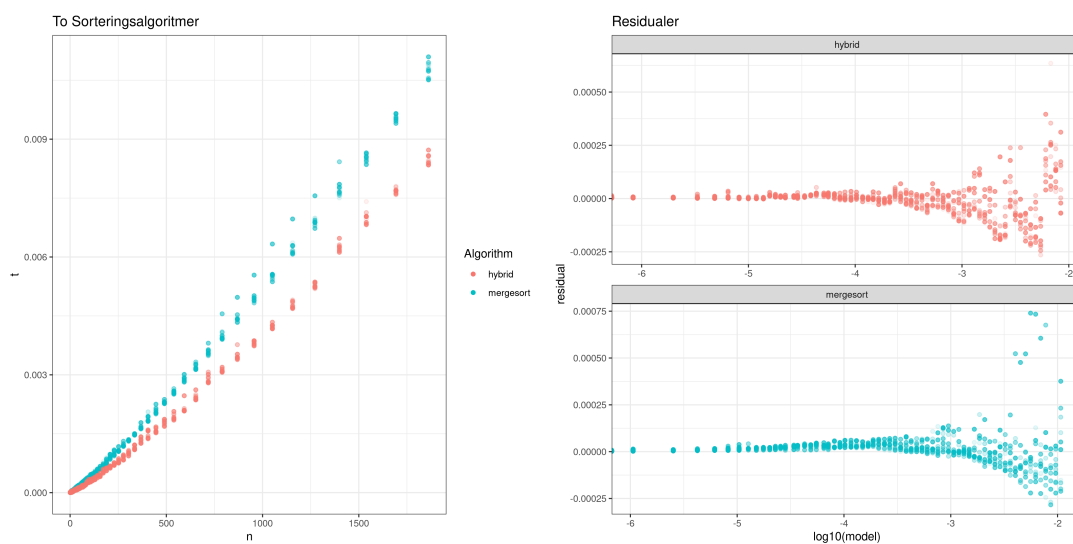 To Sorteringsalgoritmer
0.009
0.006
0.003
0.000
t
0
500
1000
1500
n
Algorithm
hybrid
mergesort
Residualer
hybrid
0.00050
0.00025
0.00000
-0.00025
-6
-5
-4
-3
-2
residual
mergesort
0.00075
0.00050
0.00025
0.00000
-0.00025
-6
-5
-4
-3
-2
log10(model)